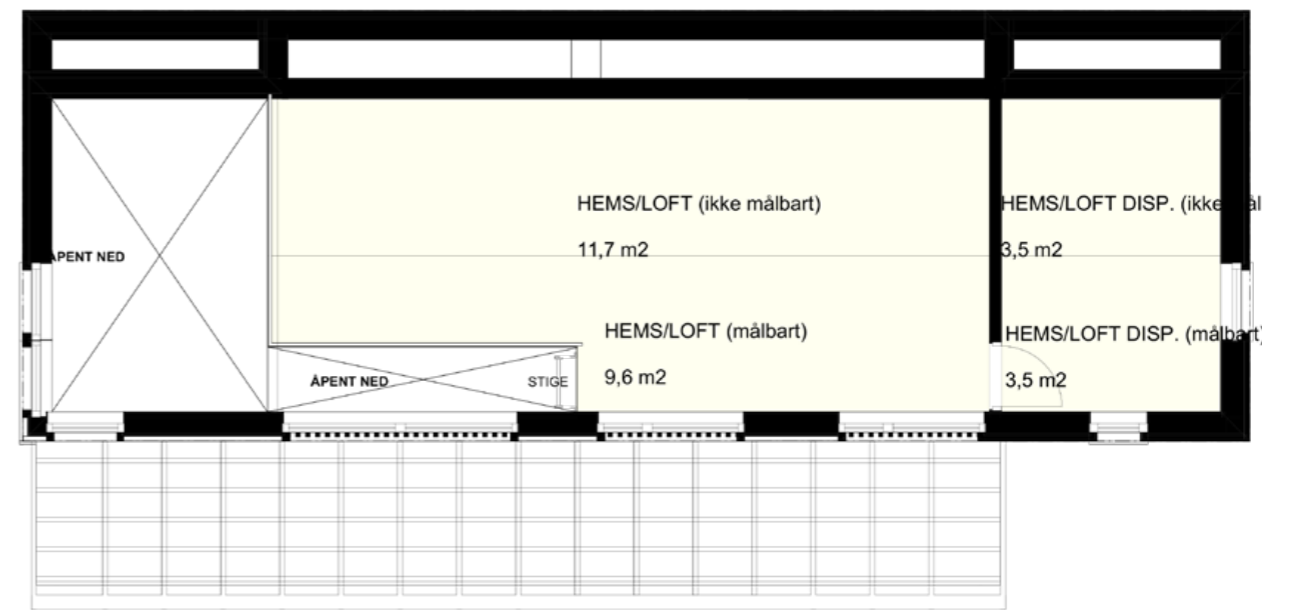 HEMS/LOFT (ikke målbart)
11,7 m2
HEMS/LOFT DISP. (ikke mål
3,5 m2
ÅPENT NED
HEMS/LOFT (målbart)
9,6 m2
HEMS/LOFT DISP. (målbart)
3,5 m2
ÅPENT NED
STIGE